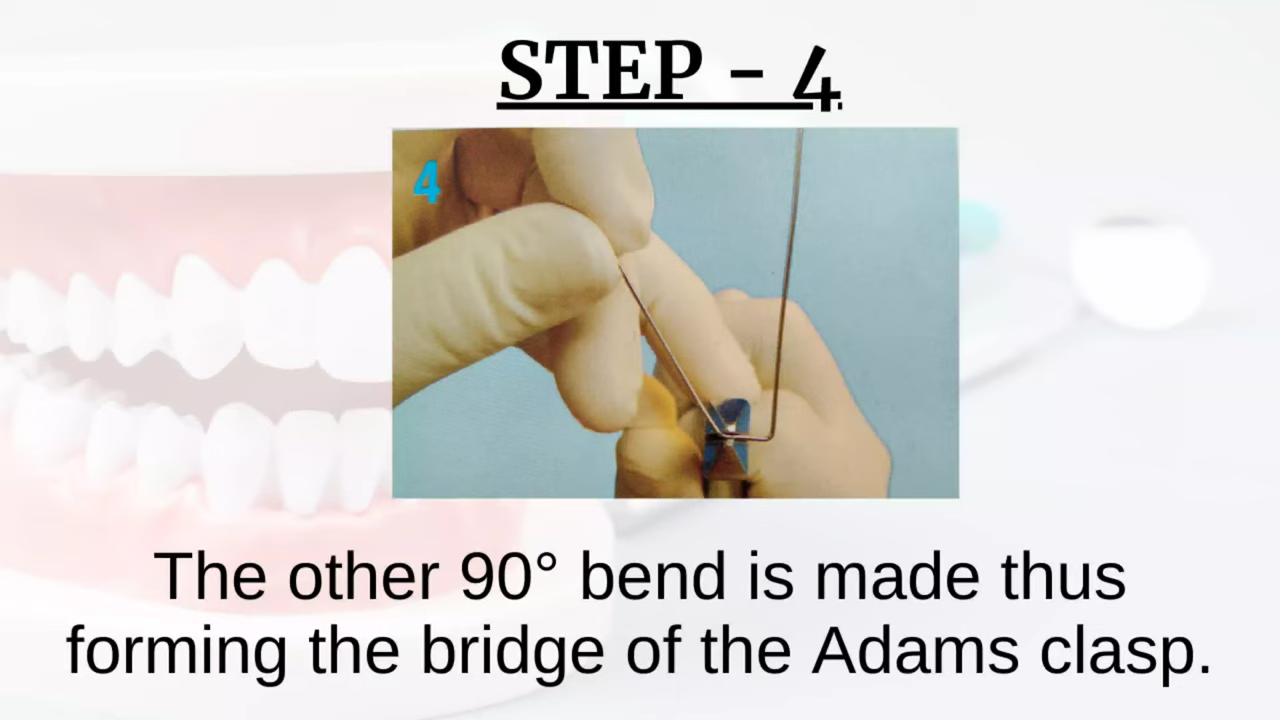 STEP - 4
4
The other 90° bend is made thus
forming the bridge of the Adams clasp.